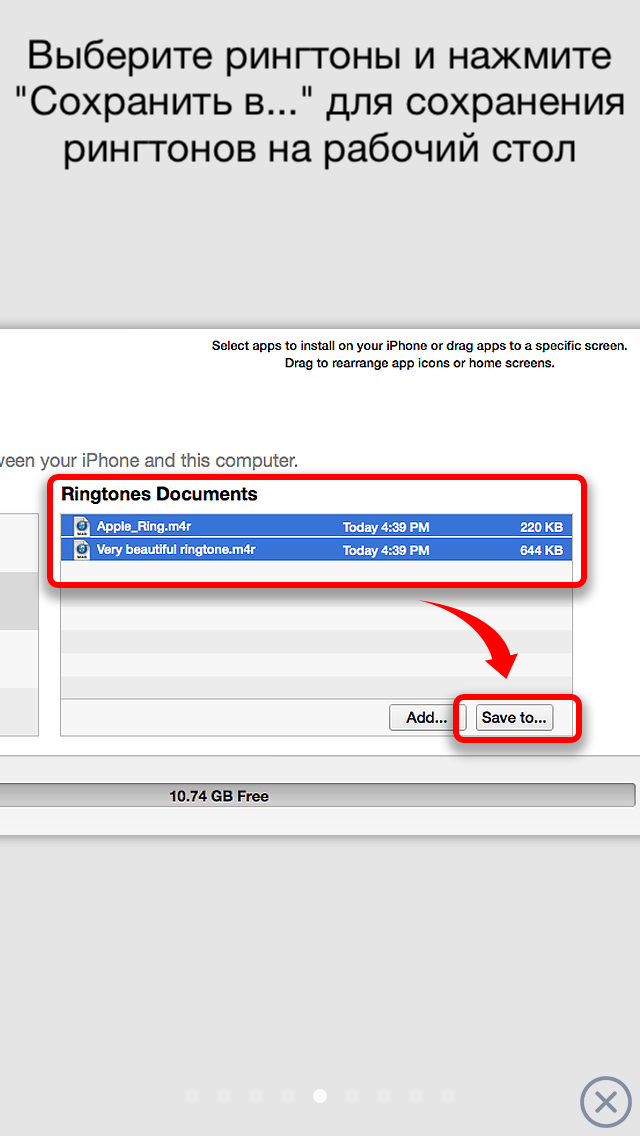 Выберите рингтоны и нажмите
"Сохранить в..." для сохранения
рингтонов на рабочий стол
Select apps to install on your iPhone or drag apps to a specific screen.
Drag to rearrange app icons or home screens.
veen your iPhone and this computer.
Ringtones Documents
Apple_Ring.m4r Today 4:39 PM 220 KB
Very beautiful ringtone.m4r Today 4:39 PM 644 KB
Add... Save to...
10.74 GB Free